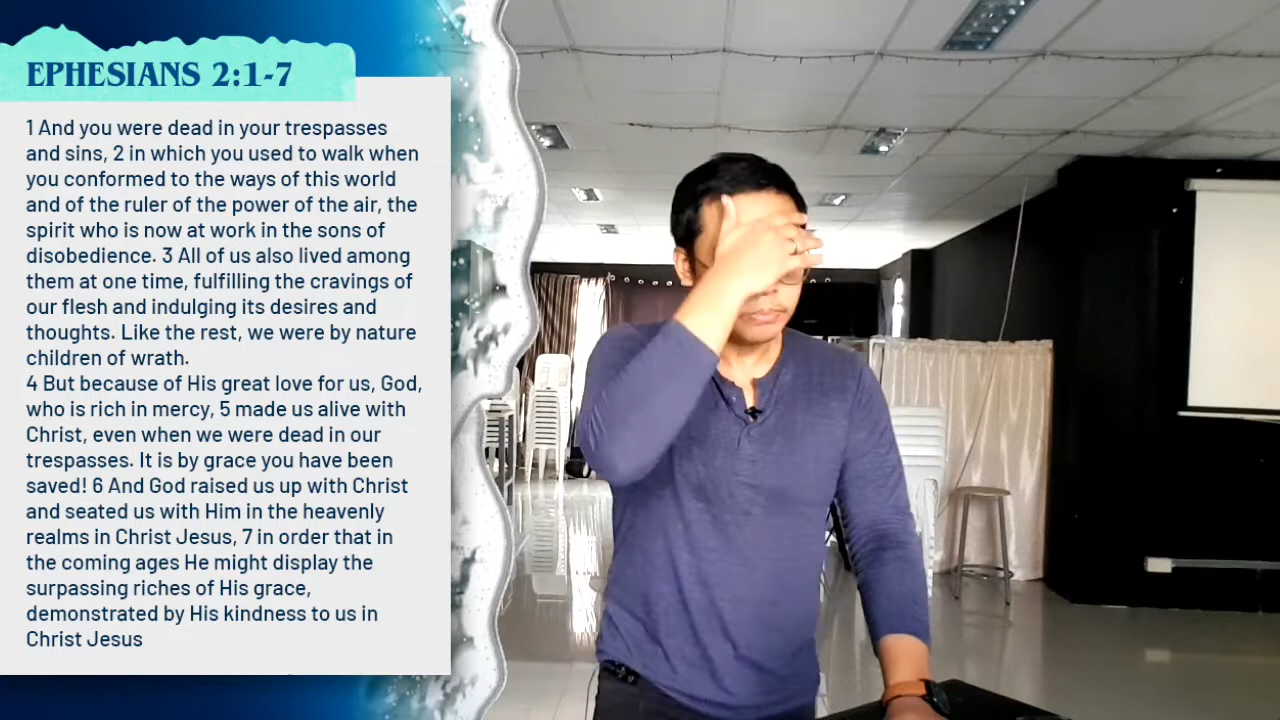 EPHESIANS 2:1-7
1 And you were dead in your trespasses
and sins, 2 in which you used to walk when
you conformed to the ways of this world
and of the ruler of the power of the air, the
spirit who is now at work in the sons of
disobedience. 3 All of us also lived among
them at one time, fulfilling the cravings of
our flesh and indulging its desires and
thoughts. Like the rest, we were by nature
children of wrath.
4 But because of His great love for us, God,
who is rich in mercy, 5 made us alive with
Christ, even when we were dead in our
trespasses. It is by grace you have been
saved! 6 And God raised us up with Christ
and seated us with Him in the heavenly
realms in Christ Jesus, 7 in order that in
the coming ages He might display the
surpassing riches of His grace,
demonstrated by His kindness to us in
Christ Jesus